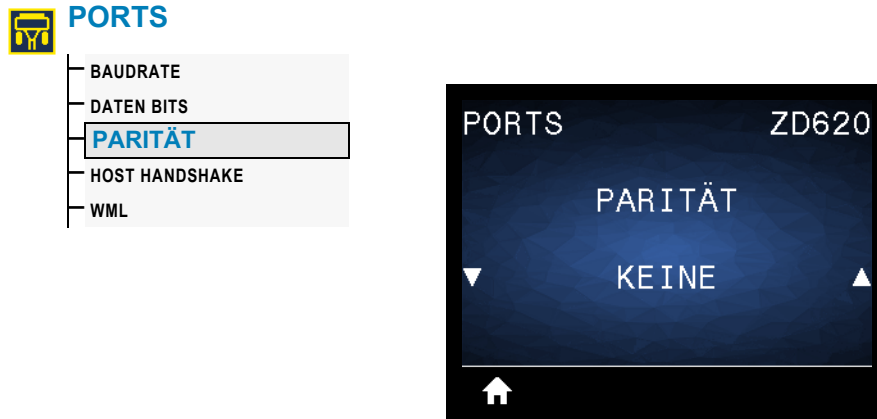 PORTS
BAUDRATE
DATEN BITS
PARITÄT
HOST HANDSHAKE
WML
PORTS ZD620
PARITÄT
KEINE